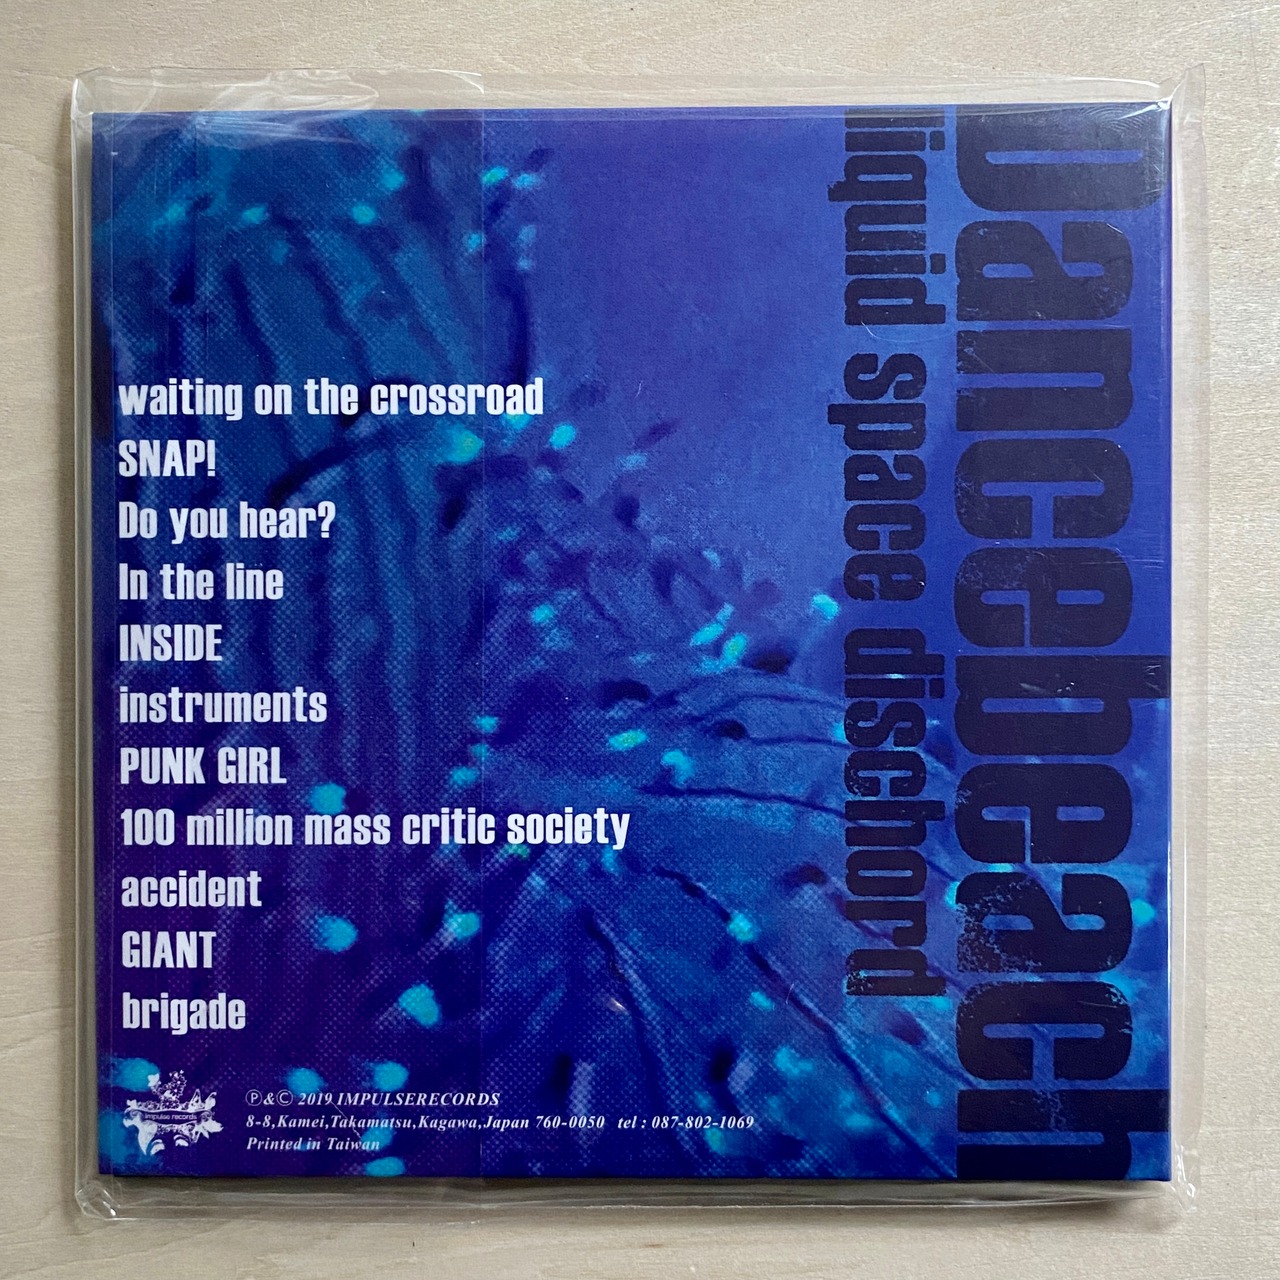 waiting on the crossroad
SNAP!
Do you hear?
In the line
INSIDE
instruments
PUNK GIRL
100 million mass critic society
accident
GIANT
brigade
impulse records
Ⓟ&Ⓒ 2019 IMPULSERECORDS
8-8,Kamei,Takamatsu,Kagawa,Japan 760-0050 tel : 087-802-1069
Printed in Taiwan
Dancebeach
liquid space dischord